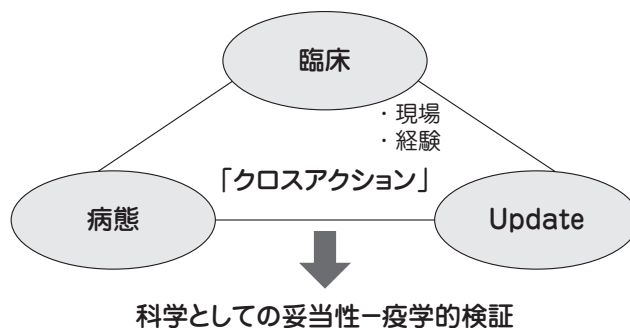 臨床
・現場
・経験
「クロスアクション」
病態
Update
科学としての妥当性ー疫学的検証